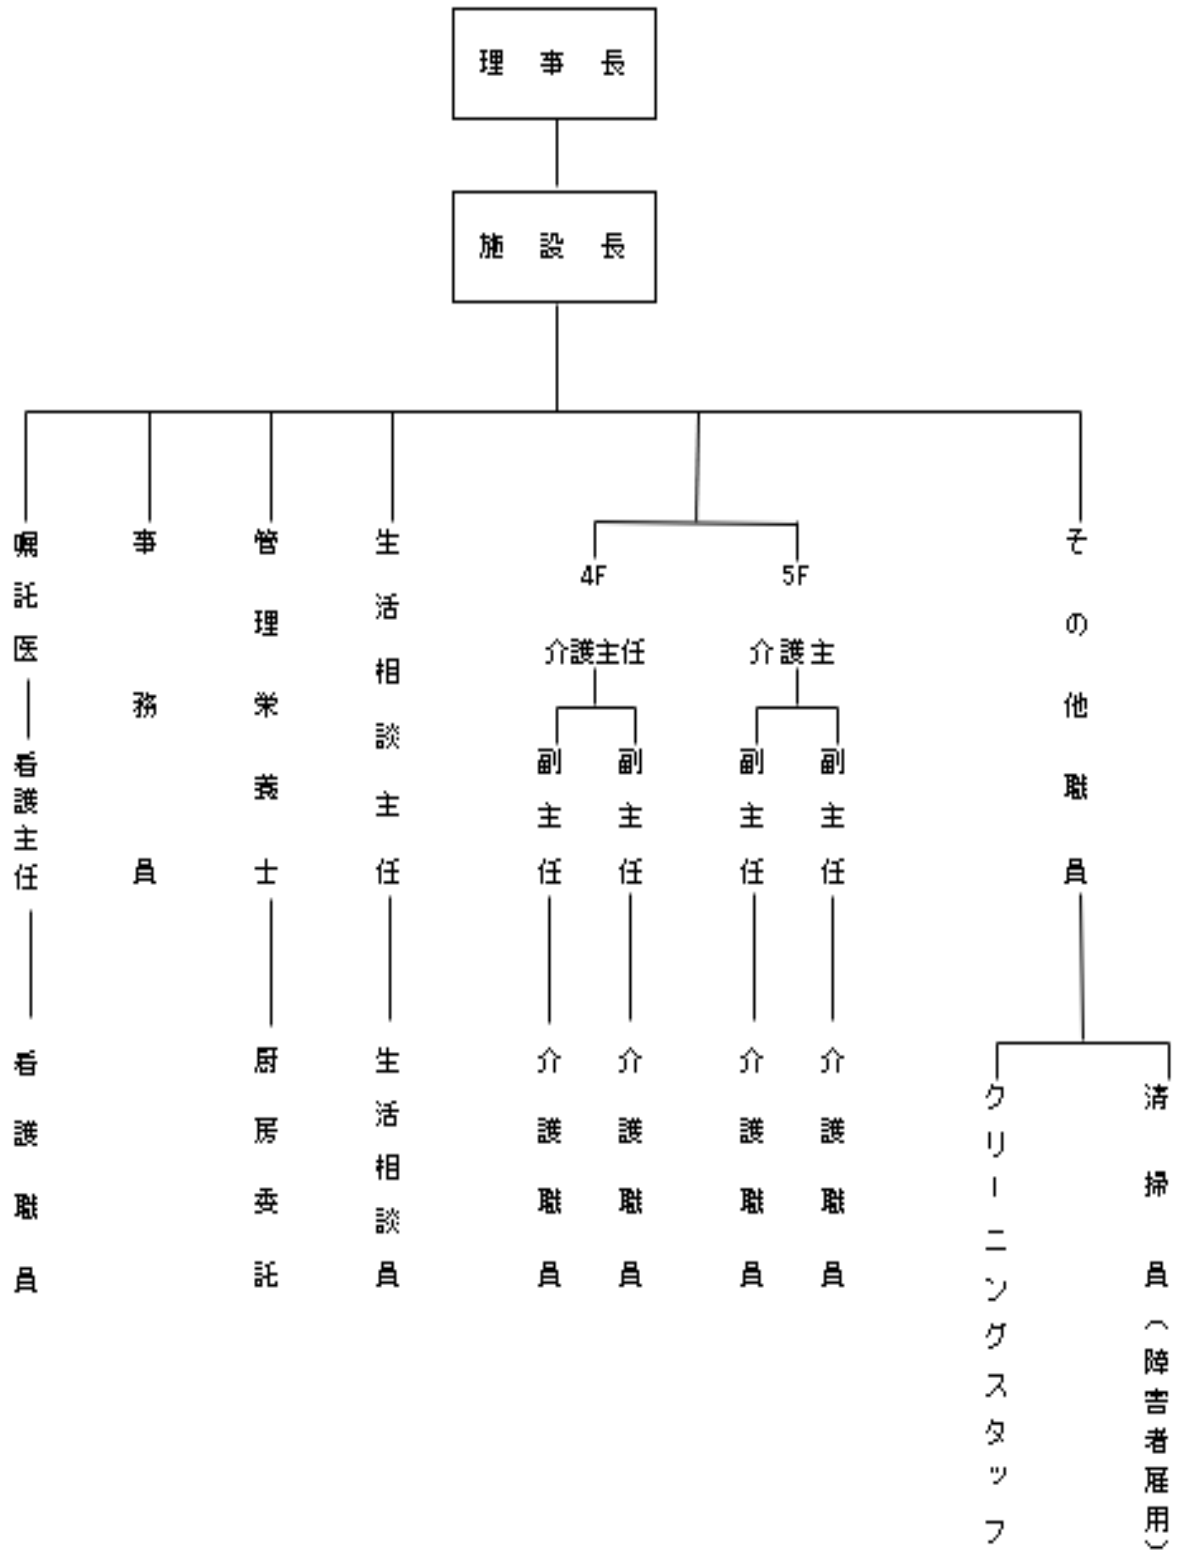 理事長
施設長
嘱託医
看護主任
看護職員
事務員
管理栄養士
厨房委託
生活相談主任
生活相談員
4F
介護主任
副主任
介護職員
副主任
介護職員
5F
介護主
副主任
介護職員
副主任
介護職員
その他職員
クリーニングスタッフ
清掃員(障害者雇用)